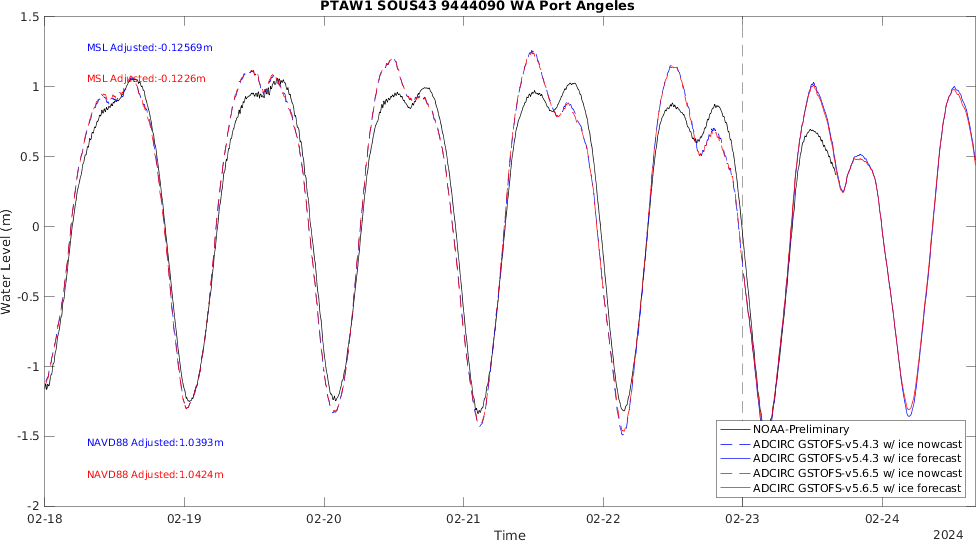 PTAW1 SOUS43 9444090 WA Port Angeles
1.5
1
0.5
0
-0.5
-1
-1.5
-2
Water Level (m)
MSL Adjusted:-0.12569m
MSL Adjusted:-0.1226m
NAVD88 Adjusted:1.0393m
NAVD88 Adjusted:1.0424m
NOAA-Preliminary
ADCIRC GSTOFS-v5.4.3 w/ ice nowcast
ADCIRC GSTOFS-v5.4.3 w/ ice forecast
ADCIRC GSTOFS-v5.6.5 w/ ice nowcast
ADCIRC GSTOFS-v5.6.5 w/ ice forecast
02-18 02-19 02-20 02-21 02-22 02-23 02-24
Time
2024